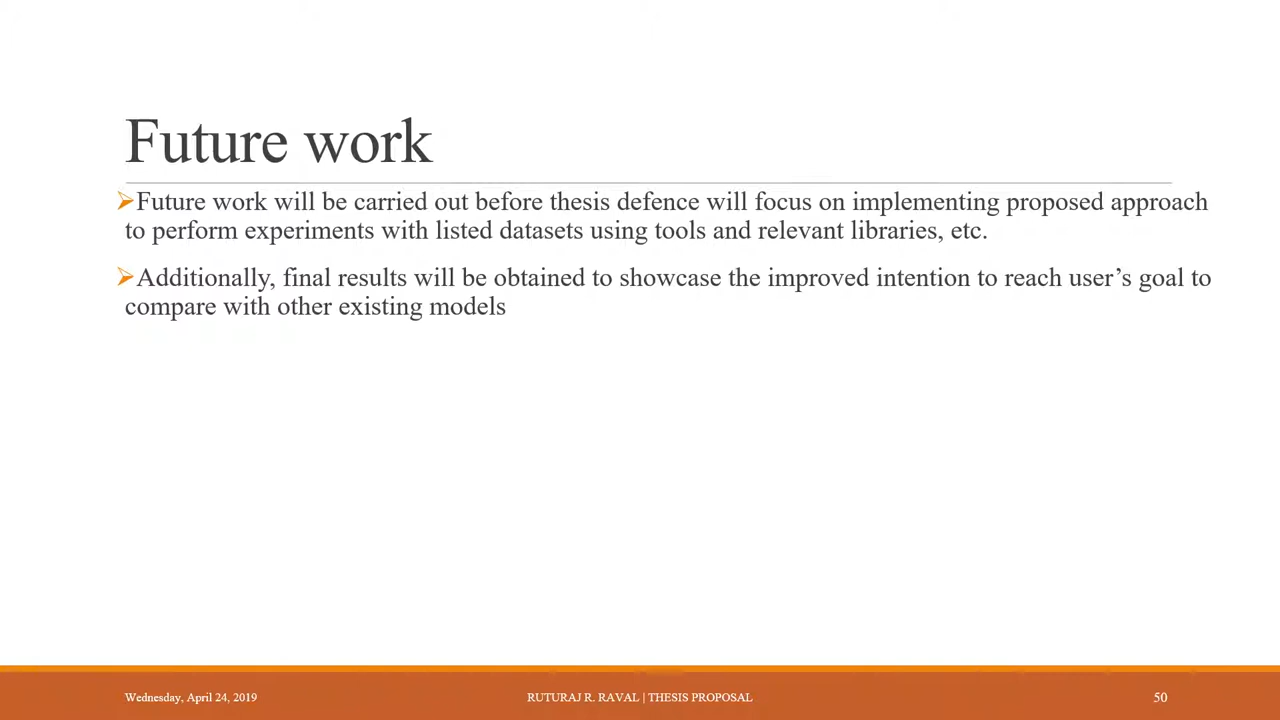 Future work
➢Future work will be carried out before thesis defence will focus on implementing proposed approach
to perform experiments with listed datasets using tools and relevant libraries, etc.
➢Additionally, final results will be obtained to showcase the improved intention to reach user’s goal to
compare with other existing models
Wednesday, April 24, 2019
RUTURAJ R. RAVAL | THESIS PROPOSAL
50